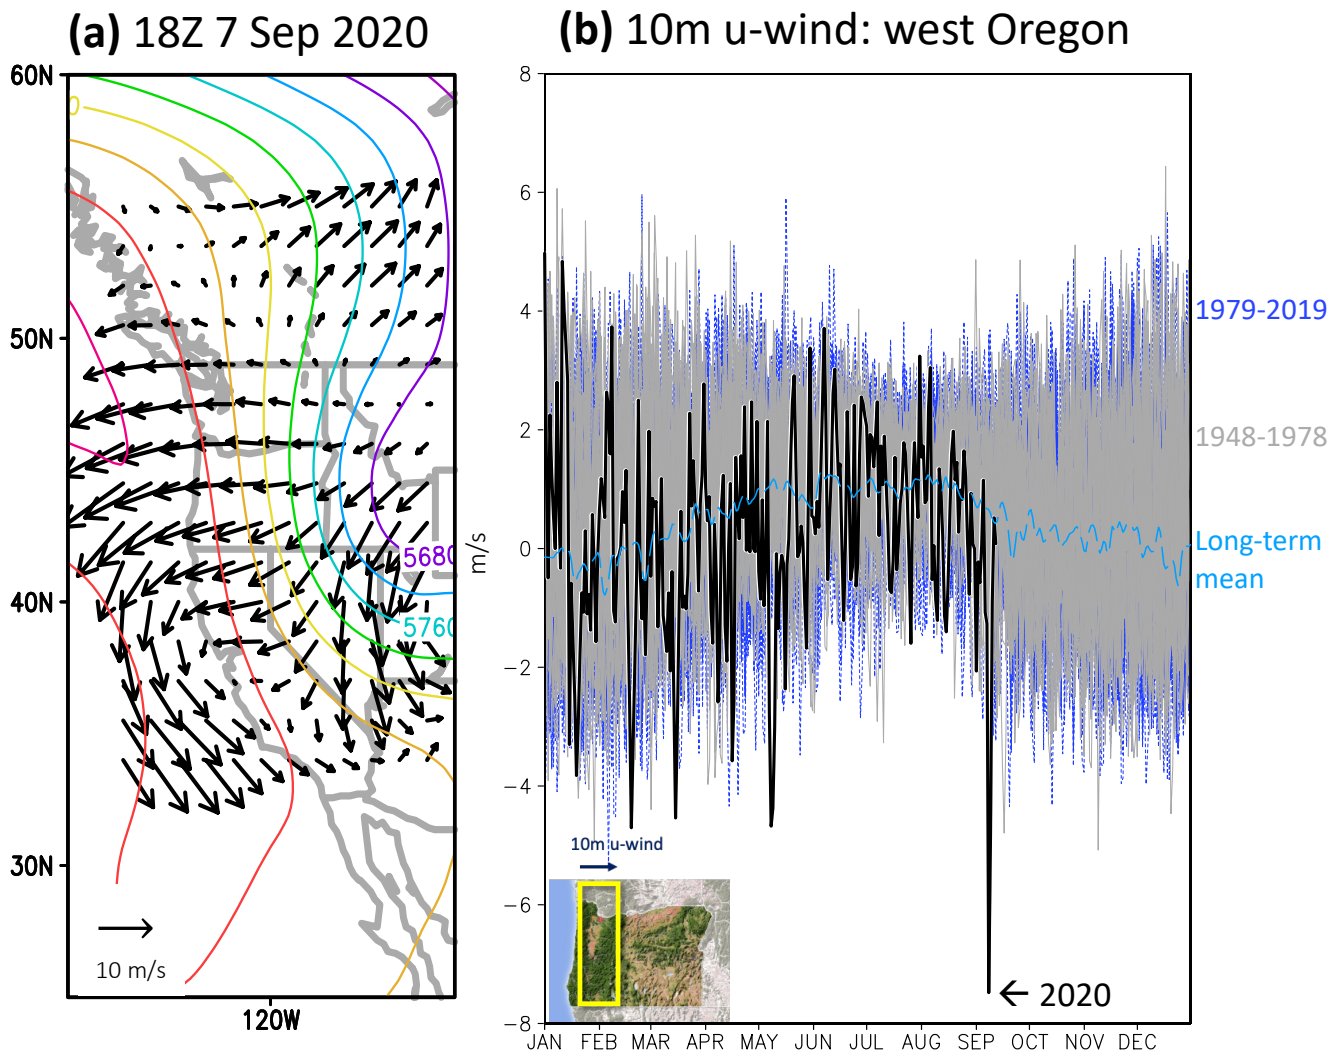 (a) 18Z 7 Sep 2020
60N
50N
40N
30N
120W
0
5680
5760
10 m/s
(b) 10m u-wind: west Oregon
m/s
8
6
4
2
0
−2
−4
−6
−8
JAN FEB MAR APR MAY JUN JUL AUG SEP OCT NOV DEC
1979-2019
1948-1978
Long-term
mean
10m u-wind
← 2020